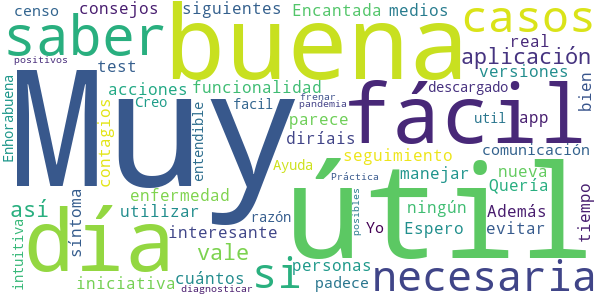 censo
consejos
siguientes
Encantada
medios
casos
saber
buena
real
aplicación
positivos
test
versiones
Muy
acciones
funcionalidad
fácil
descargado
bien
Enhorabuena
contagios
Creo
facil
entendible
frenar
pandemia
parece
util
app
diríais
comunicación
útil
Ayuda
seguimiento
enfermedad
Práctica
manejar
nueva
Quería
posibles
así
día
síntoma
utilizar
razón
ningún
Además
tiempo
interesante
Yo
Espero
evitar
intuitiva
vale
si
personas
necesaria
iniciativa
cuántos
padece
diagnosticar